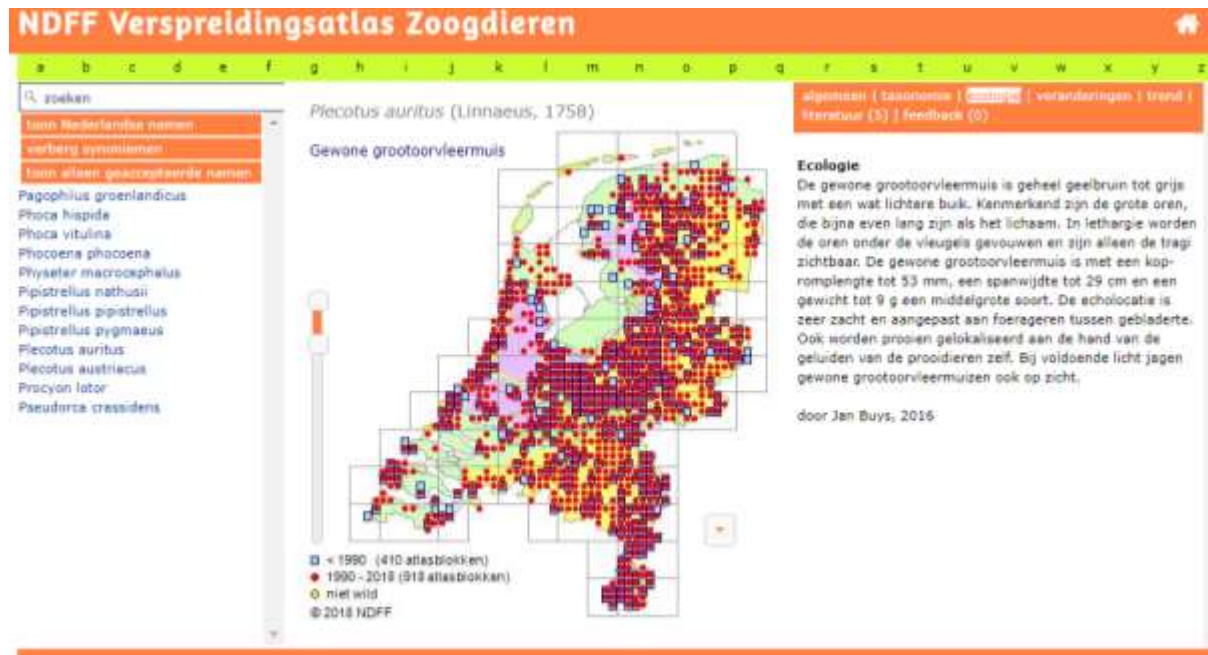 NDFF Verspreidingsatlas Zoogdieren
a b c d e f g h i j k l m n o p q r s t u v w x y z
zoeken
toon Nederlandse namen
verberg synoniemen
toon alleen geaccepteerde namen
Pagophilus groenlandicus
Phoca hispida
Phoca vitulina
Phocoena phocoena
Physeter macrocephalus
Pipistrellus nathusii
Pipistrellus pipistrellus
Pipistrellus pygmaeus
Plecotus auritus
Plecotus austriacus
Procyon lotor
Pseudorca crassidens
Plecotus auritus (Linnaeus, 1758)
Gewone grootoorvleermuis
< 1990 (410 atlasblokken)
1990 - 2018 (918 atlasblokken)
niet wild
© 2018 NDFF
algemeen | taxonomie | ecologie | veranderingen | trend |
literatuur (5) | feedback (0)
Ecologie
De gewone grootoorvleermuis is geheel geelbruin tot grijs
met een wat lichtere buik. Kenmerkend zijn de grote oren,
die bijna even lang zijn als het lichaam. In lethargie worden
de oren onder de vleugels gevouwen en zijn alleen de tragi
zichtbaar. De gewone grootoorvleermuis is met een kop-
romplengte tot 53 mm, een spanwijdte tot 29 cm en een
gewicht tot 9 g een middelgrote soort. De echolocatie is
zeer zacht en aangepast aan foerageren tussen gebladerte.
Ook worden prooien gelokaliseerd aan de hand van de
geluiden van de prooidieren zelf. Bij voldoende licht jagen
gewone grootoorvleermuizen ook op zicht.
door Jan Buys, 2016